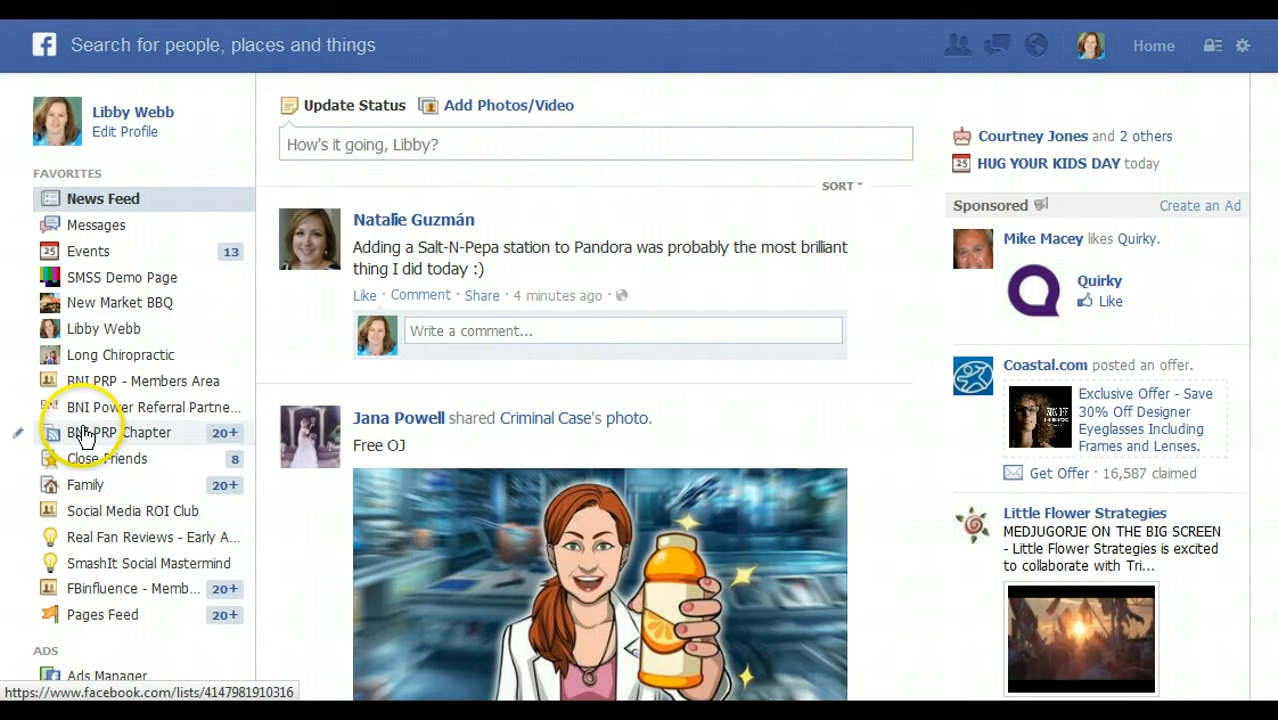 f Search for people, places and things
Home
Libby Webb
Edit Profile
FAVORITES
News Feed
Messages
25 Events 13
SMSS Demo Page
New Market BBQ
Libby Webb
Long Chiropractic
BNI PRP - Members Area
BNI BNI Power Referral Partne...
BNI PRP Chapter 20+
Close Friends 8
Family 20+
Social Media ROI Club
Real Fan Reviews - Early A...
SmashIt Social Mastermind
FBinfluence - Memb... 20+
Pages Feed 20+
ADS
Ads Manager
https://www.facebook.com/lists/4147981910316
Update Status Add Photos/Video
How's it going, Libby?
SORT
Natalie Guzmán
Adding a Salt-N-Pepa station to Pandora was probably the most brilliant
thing I did today :)
Like · Comment · Share · 4 minutes ago ·
Write a comment...
Jana Powell shared Criminal Case's photo.
Free OJ
Courtney Jones and 2 others
25 HUG YOUR KIDS DAY today
Sponsored Create an Ad
Mike Macey likes Quirky.
Quirky
Like
Coastal.com posted an offer.
Exclusive Offer - Save
30% Off Designer
Eyeglasses Including
Frames and Lenses.
Get Offer · 16,587 claimed
Little Flower Strategies
MEDJUGORJE ON THE BIG SCREEN
- Little Flower Strategies is excited
to collaborate with Tri...